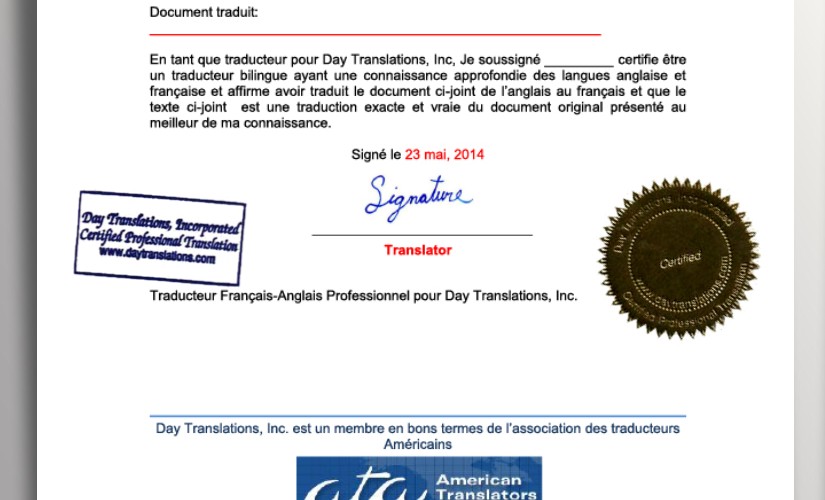 Document traduit:
En tant que traducteur pour Day Translations, Inc, Je soussigné _________ certifie être
un traducteur bilingue ayant une connaissance approfondie des langues anglaise et
française et affirme avoir traduit le document ci-joint de l'anglais au français et que le
texte ci-joint est une traduction exacte et vraie du document original présenté au
meilleur de ma connaissance.
Signé le 23 mai, 2014
Signature
Translator
Day Translations, Incorporated
Certified Professional Translation
www.daytranslations.com
Day Translations Incorporated
Certified
www.daytranslations.com
Certified Professional Translation
Traducteur Français-Anglais Professionnel pour Day Translations, Inc.
Day Translations, Inc. est un membre en bons termes de l'association des traducteurs
Américains
ata
American
Translators